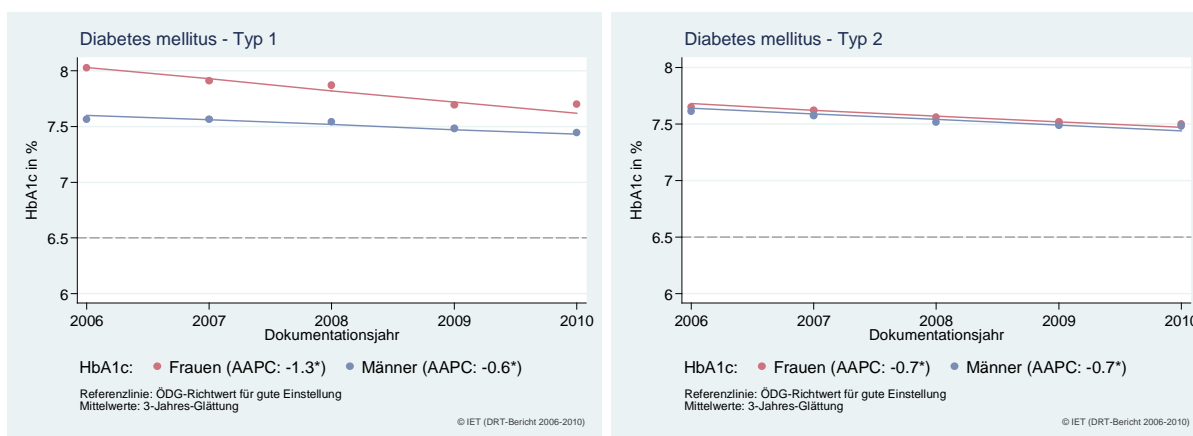 Diabetes mellitus - Typ 1
HbA1c in %
8
7.5
7
6.5
6
2006 2007 2008 2009 2010
Dokumentationsjahr
HbA1c: Frauen (AAPC: -1.3*) Männer (AAPC: -0.6*)
Referenzlinie: ÖDG-Richtwert für gute Einstellung
Mittelwerte: 3-Jahres-Glättung
© IET (DRT-Bericht 2006-2010)
Diabetes mellitus - Typ 2
HbA1c in %
8
7.5
7
6.5
6
2006 2007 2008 2009 2010
Dokumentationsjahr
HbA1c: Frauen (AAPC: -0.7*) Männer (AAPC: -0.7*)
Referenzlinie: ÖDG-Richtwert für gute Einstellung
Mittelwerte: 3-Jahres-Glättung
© IET (DRT-Bericht 2006-2010)